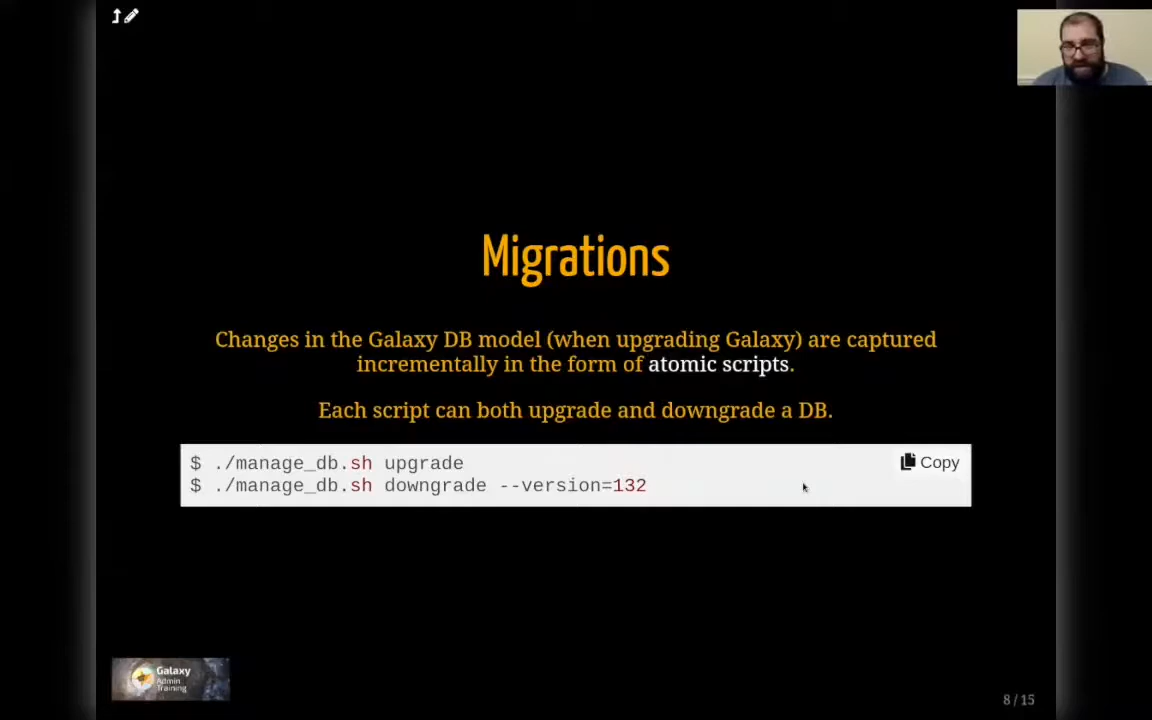 Migrations
Changes in the Galaxy DB model (when upgrading Galaxy) are captured
incrementally in the form of atomic scripts.
Each script can both upgrade and downgrade a DB.
$ ./manage_db.sh upgrade
Copy
$ ./manage_db.sh downgrade --version=132
Galaxy
Admin
Training
8 / 15